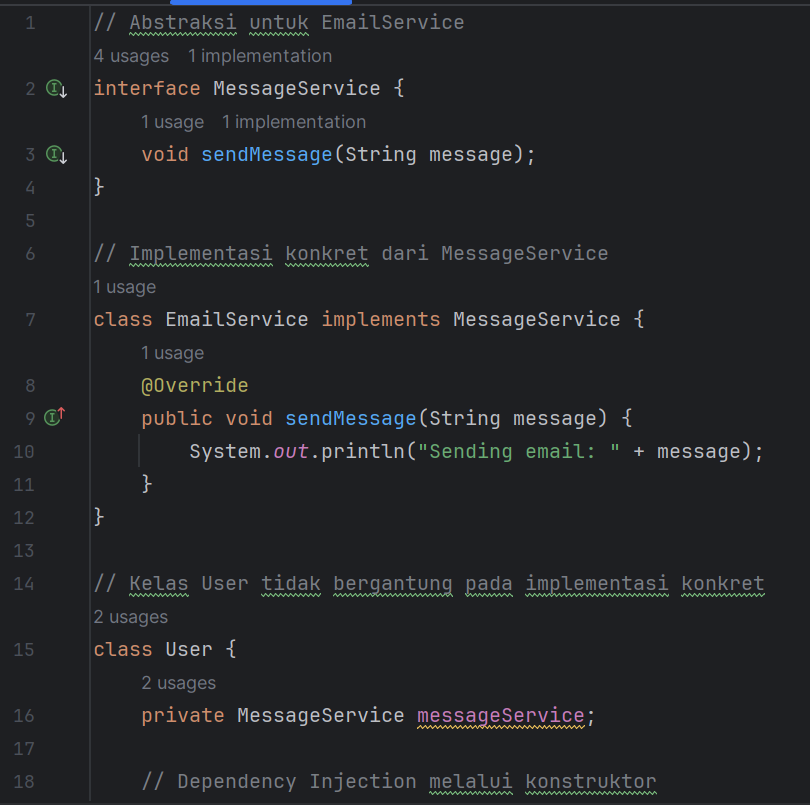 1 // Abstraksi untuk EmailService
4 usages 1 implementation
2 interface MessageService {
1 usage 1 implementation
3 void sendMessage(String message);
4 }
5
6 // Implementasi konkret dari MessageService
1 usage
7 class EmailService implements MessageService {
1 usage
8 @Override
9 public void sendMessage(String message) {
10 System.out.println("Sending email: " + message);
11 }
12 }
13
14 // Kelas User tidak bergantung pada implementasi konkret
2 usages
15 class User {
2 usages
16 private MessageService messageService;
17
18 // Dependency Injection melalui konstruktor